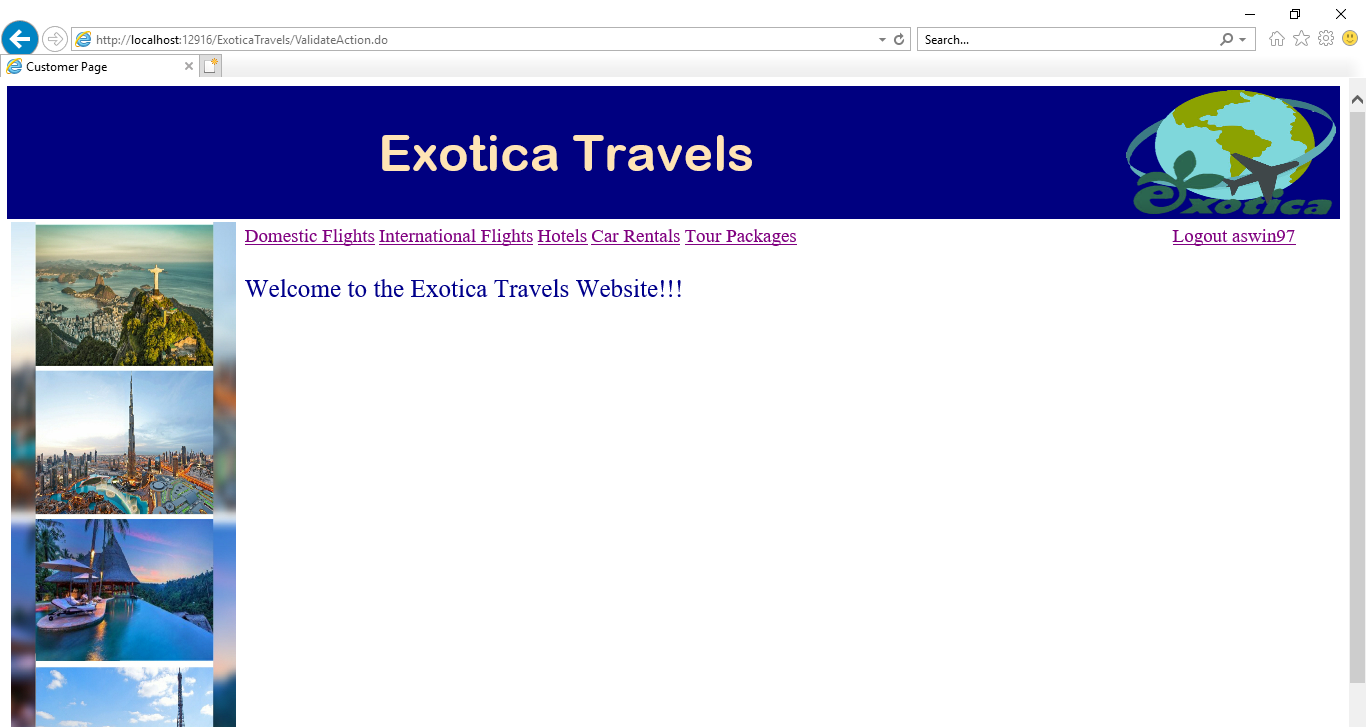 http://localhost:12916/ExoticaTravels/ValidateAction.do
Search...
Customer Page
Exotica Travels
exotica
Domestic Flights International Flights Hotels Car Rentals Tour Packages
Logout aswin97
Welcome to the Exotica Travels Website!!!